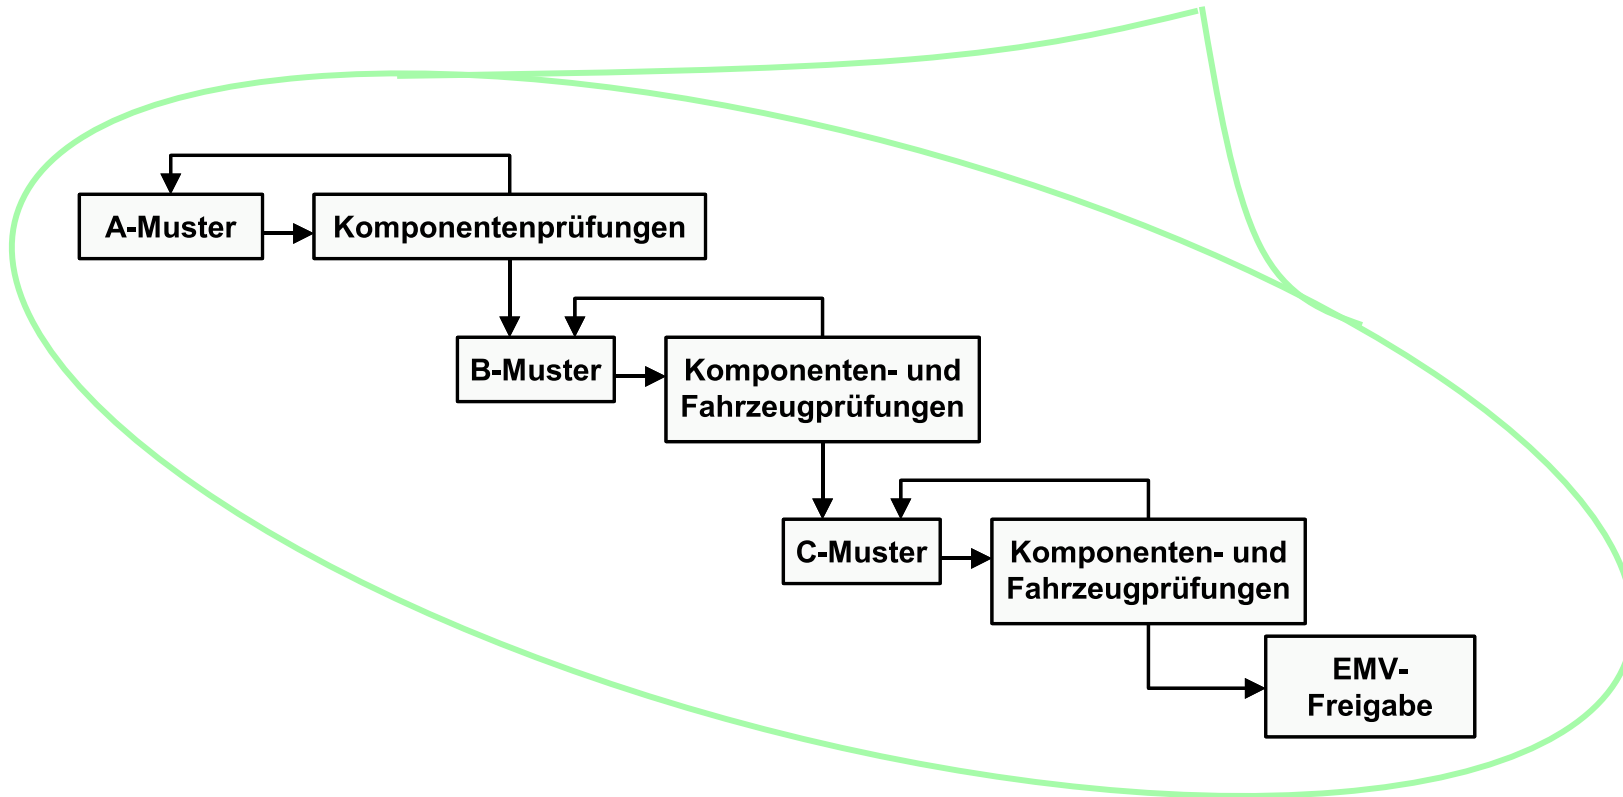 A-Muster
Komponentenprüfungen
B-Muster
Komponenten- und
Fahrzeugprüfungen
C-Muster
Komponenten- und
Fahrzeugprüfungen
EMV-
Freigabe